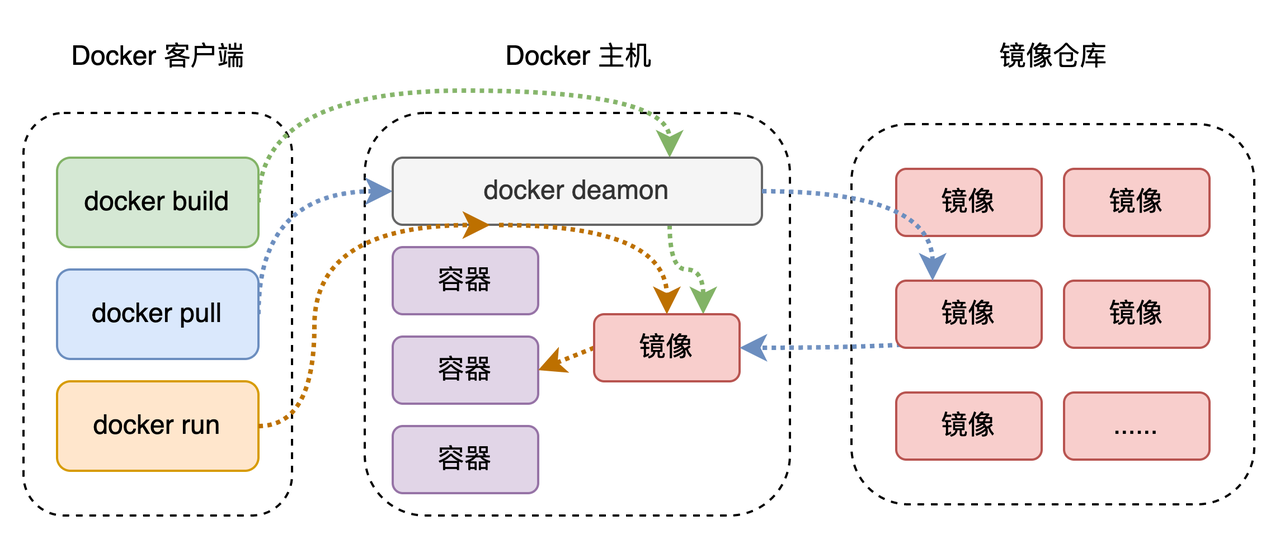 Docker 客户端
Docker 主机
镜像仓库
docker build
docker pull
docker run
docker deamon
容器
容器
容器
镜像
镜像
镜像
镜像
镜像
镜像
......